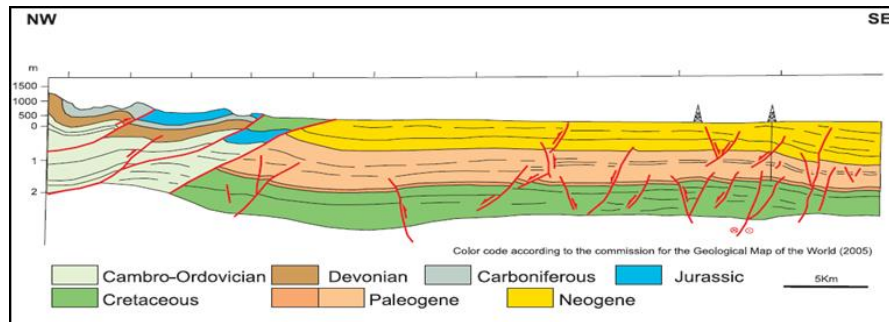 NW
SE
m
1500
1000
500
0
1
2
Color code according to the commission for the Geological Map of the World (2005)
Cambro-Ordovician Devonian Carboniferous Jurassic
Cretaceous Paleogene Neogene
5Km